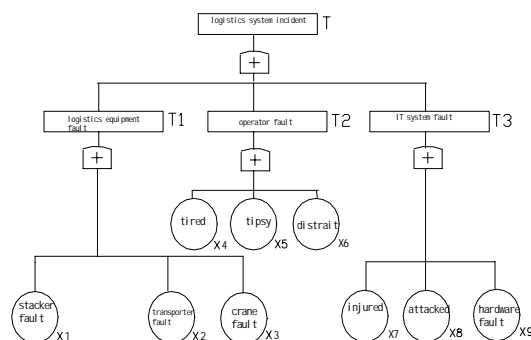 logistics system incident T
+
logistics equipment
fault
T1
operator fault T2
IT system fault T3
+ + +
tired X4 tipsy X5 distrait X6
stacker
fault
X1
transporter
fault
X2
crane
fault
X3
injured X7 attacked X8
hardware
fault
X9